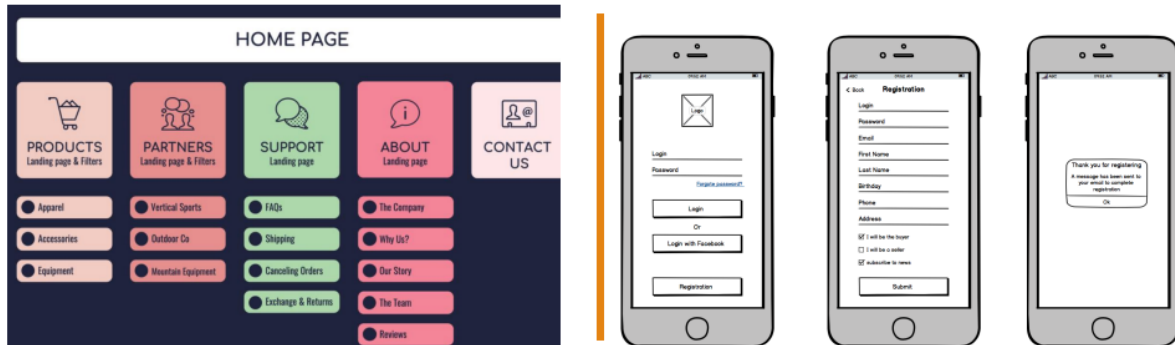 HOME PAGE
PRODUCTS
Landing page & Filters
Apparel
Accessories
Equipment
PARTNERS
Landing page & Filters
Vertical Sports
Outdoor Co
Mountain Equipment
SUPPORT
Landing page
FAQs
Shipping
Canceling Orders
Exchange & Returns
ABOUT
Landing page
The Company
Why Us?
Our Story
The Team
Reviews
CONTACT
US
Logo
Login
Password
Forgote password?
Login
Or
Login with Facebook
Registration
Back Registration
Login
Password
Email
First Name
Last Name
Birthday
Phone
Address
I will be the buyer
I will be a seller
subscribe to news
Submit
Thank you for registering
A message has been sent to
your email to complete
registration
Ok